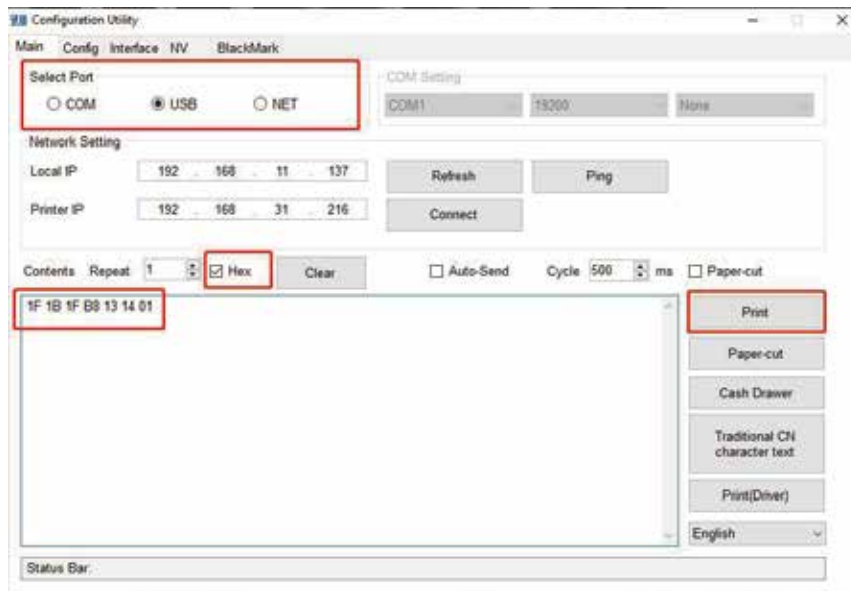 Configuration Utility
Main Config Interface NV BlackMark
Select Port
COM USB NET
COM Setting
COM1 19200 None
Network Setting
Local IP 192 . 168 . 11 . 137 Refresh Ping
Printer IP 192 . 168 . 31 . 216 Connect
Contents Repeat 1 Hex Clear Auto-Send Cycle 500 ms Paper-cut
1F 1B 1F B8 13 14 01
Print
Paper-cut
Cash Drawer
Traditional CN
character text
Print(Driver)
English
Status Bar: